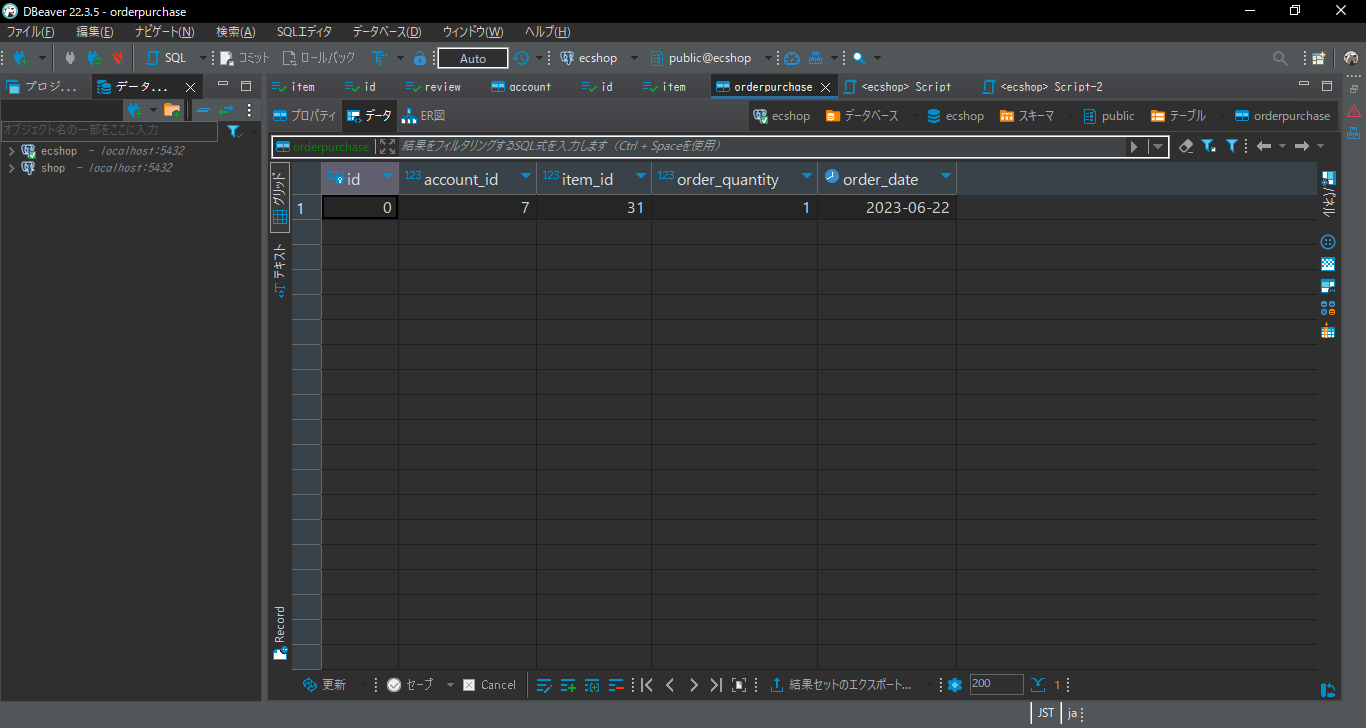 DBeaver 22.3.5 - orderpurchase
ファイル(F) 編集(E) ナビゲート(N) 検索(A) SQLエディタ データベース(D) ウィンドウ(W) ヘルプ(H)
SQL コミット ロールバック Auto ecshop public@ecshop
プロジ... データ...
item id review account id item orderpurchase <ecshop> Script <ecshop> Script-2
プロパティ データ ER図 ecshop データベース ecshop スキーマ public テーブル orderpurchase
オブジェクト名の一部をここに入力
ecshop - localhost:5432
shop - localhost:5432
orderpurchase 結果をフィルタリングするSQL式を入力します (Ctrl + Spaceを使用)
グリッド
テキスト
Record
パネル
123 id 123 account_id 123 item_id 123 order_quantity order_date
1 0 7 31 1 2023-06-22
更新 セーブ Cancel 結果セットのエクスポート... 200 1
JST ja